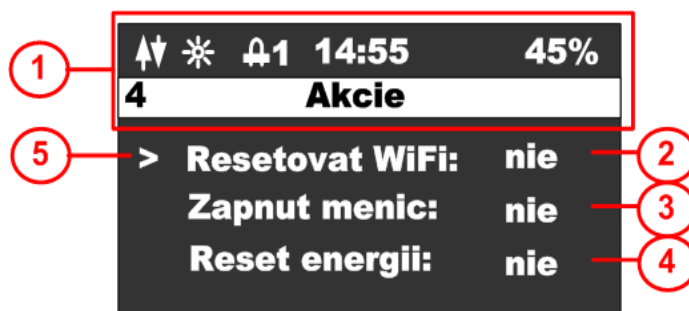 1 14:55 45%
4 Akcie
1
5 > Resetovat WiFi: nie 2
Zapnut menic: nie 3
Reset energii: nie 4